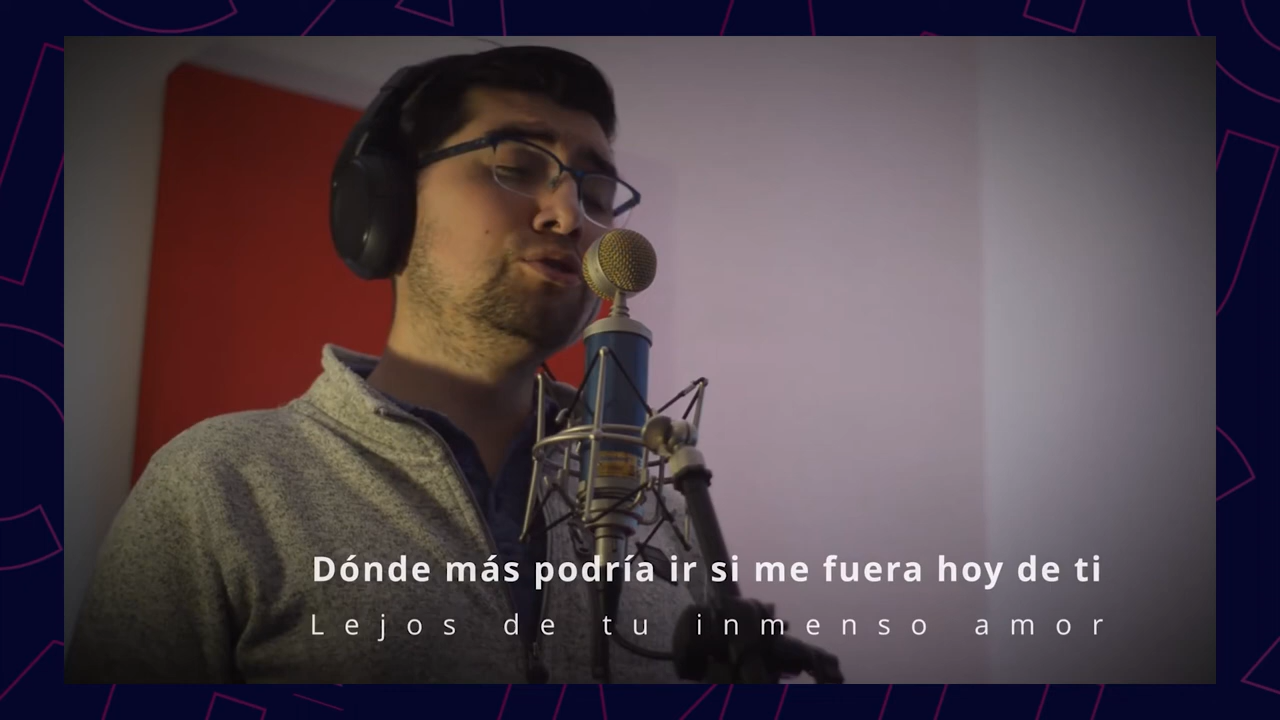 Dónde más podría ir si me fuera hoy de ti
Lejos de tu inmenso amor